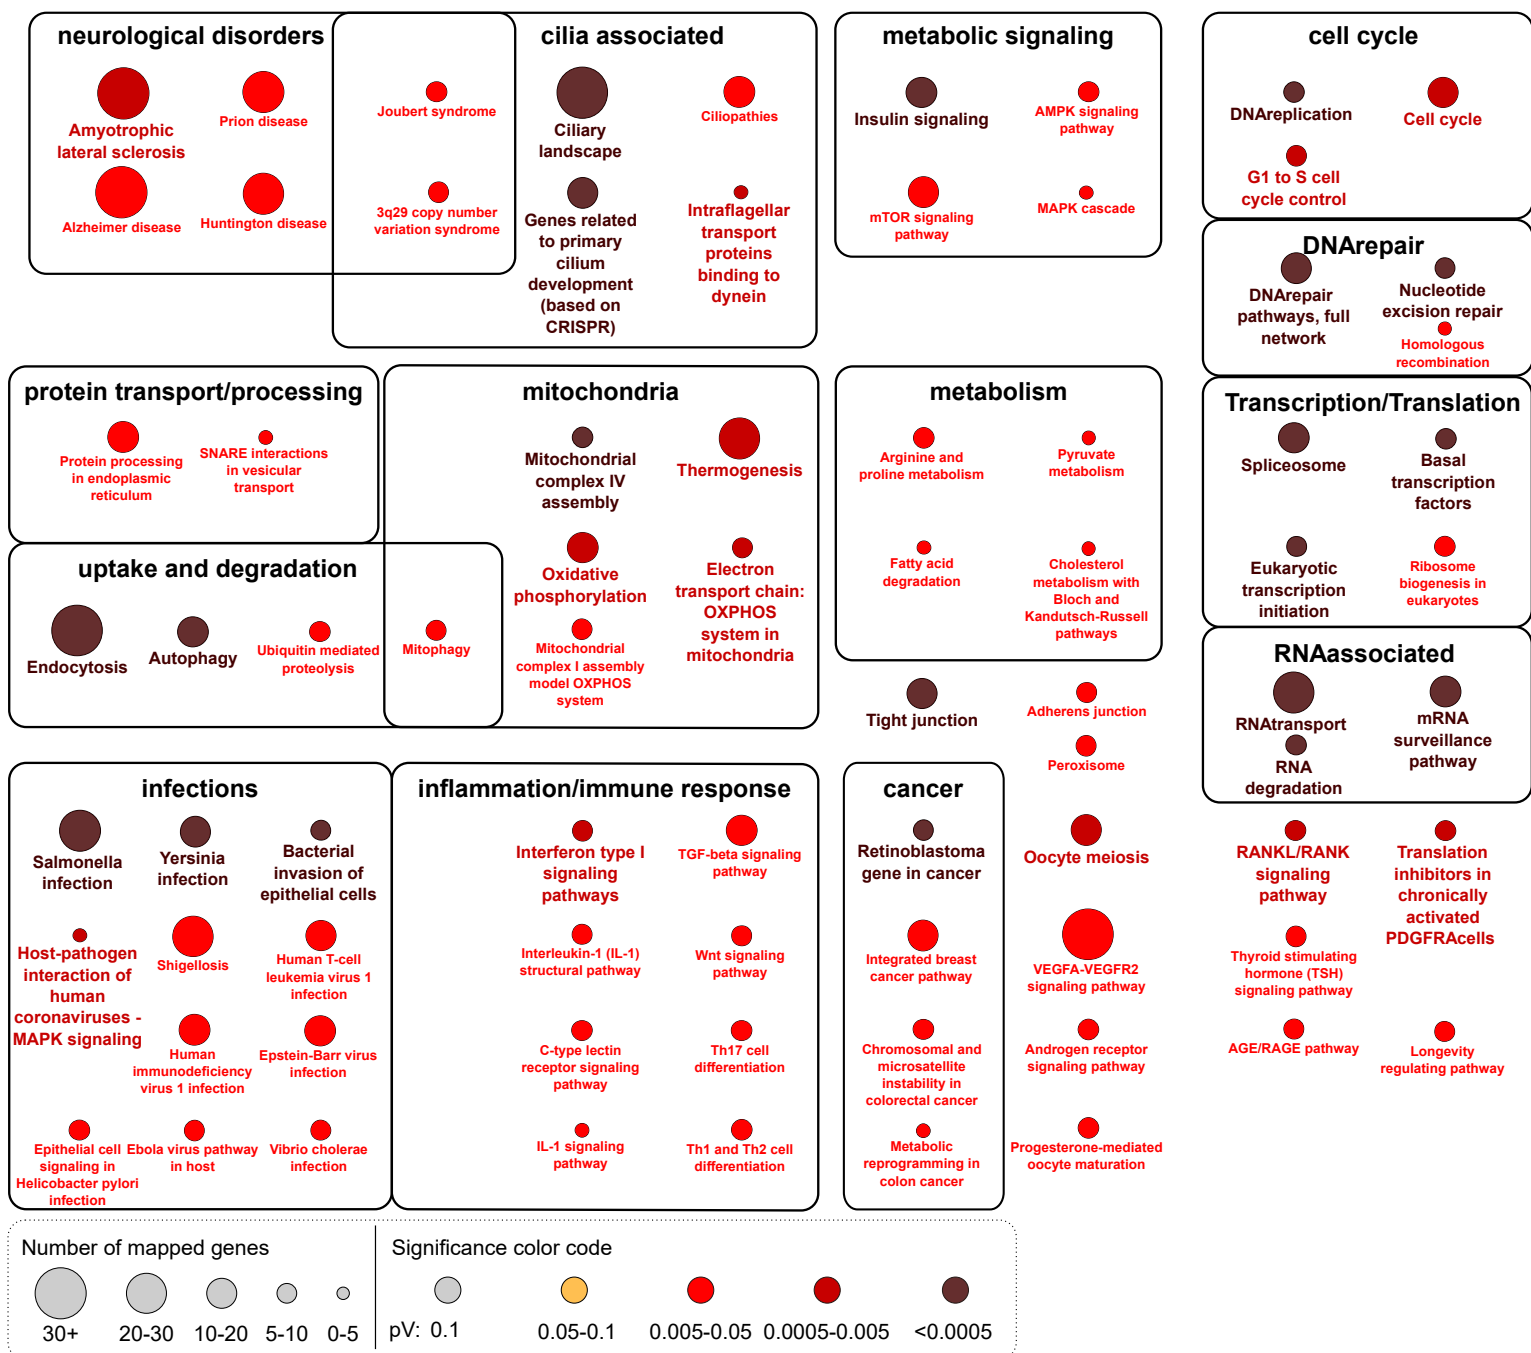 neurological disorders
Amyotrophic
lateral sclerosis
Prion disease
Alzheimer disease
Huntington disease
Joubert syndrome
3q29 copy number
variation syndrome
cilia associated
Ciliary
landscape
Ciliopathies
Genes related
to primary
cilium
development
(based on
CRISPR)
Intraflagellar
transport
proteins
binding to
dynein
metabolic signaling
Insulin signaling
AMPK signaling
pathway
mTOR signaling
pathway
MAPK cascade
cell cycle
DNAreplication
Cell cycle
G1 to S cell
cycle control
DNArepair
DNArepair
pathways, full
network
Nucleotide
excision repair
Homologous
recombination
protein transport/processing
Protein processing
in endoplasmic
reticulum
SNARE interactions
in vesicular
transport
mitochondria
Mitochondrial
complex IV
assembly
Thermogenesis
Oxidative
phosphorylation
Electron
transport chain:
OXPHOS
system in
mitochondria
Mitochondrial
complex I assembly
model OXPHOS
system
uptake and degradation
Endocytosis
Autophagy
Ubiquitin mediated
proteolysis
Mitophagy
metabolism
Arginine and
proline metabolism
Pyruvate
metabolism
Fatty acid
degradation
Cholesterol
metabolism with
Bloch and
Kandutsch-Russell
pathways
Transcription/Translation
Spliceosome
Basal
transcription
factors
Eukaryotic
transcription
initiation
Ribosome
biogenesis in
eukaryotes
RNAassociated
RNAtransport
mRNA
surveillance
pathway
RNA
degradation
Tight junction
Adherens junction
Peroxisome
infections
Salmonella
infection
Yersinia
infection
Bacterial
invasion of
epithelial cells
Host-pathogen
interaction of
human
coronaviruses -
MAPK signaling
Shigellosis
Human T-cell
leukemia virus 1
infection
Human
immunodeficiency
virus 1 infection
Epstein-Barr virus
infection
Epithelial cell
signaling in
Helicobacter pylori
infection
Ebola virus pathway
in host
Vibrio cholerae
infection
inflammation/immune response
Interferon type I
signaling
pathways
TGF-beta signaling
pathway
Interleukin-1 (IL-1)
structural pathway
Wnt signaling
pathway
C-type lectin
receptor signaling
pathway
Th17 cell
differentiation
IL-1 signaling
pathway
Th1 and Th2 cell
differentiation
cancer
Retinoblastoma
gene in cancer
Integrated breast
cancer pathway
Chromosomal and
microsatellite
instability in
colorectal cancer
Metabolic
reprogramming in
colon cancer
Oocyte meiosis
VEGFA-VEGFR2
signaling pathway
Androgen receptor
signaling pathway
Progesterone-mediated
oocyte maturation
RANKL/RANK
signaling
pathway
Translation
inhibitors in
chronically
activated
PDGFRAcells
Thyroid stimulating
hormone (TSH)
signaling pathway
AGE/RAGE pathway
Longevity
regulating pathway
Number of mapped genes
30+ 20-30 10-20 5-10 0-5
Significance color code
pV: 0.1 0.05-0.1 0.005-0.05 0.0005-0.005 <0.0005